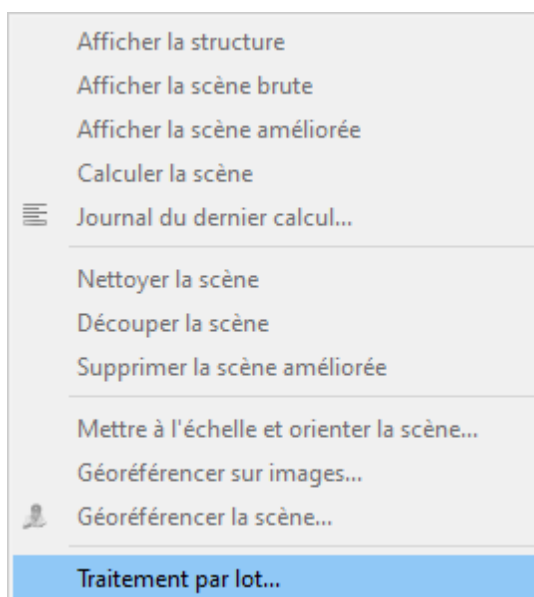 Afficher la structure
Afficher la scène brute
Afficher la scène améliorée
Calculer la scène
Journal du dernier calcul...
Nettoyer la scène
Découper la scène
Supprimer la scène améliorée
Mettre à l'échelle et orienter la scène...
Géoréférencer sur images...
Géoréférencer la scène...
Traitement par lot...